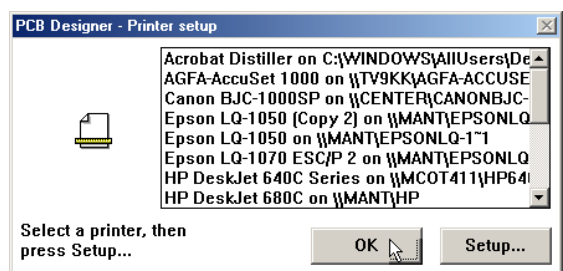 PCB Designer - Printer setup
Acrobat Distiller on C:\WINDOWS\AllUsers\De
AGFA-AccuSet 1000 on \\TV9KK\AGFA-ACCUSE
Canon BJC-1000SP on \\CENTER\CANONBJC-
Epson LQ-1050 (Copy 2) on \\MANT\EPSONLQ
Epson LQ-1050 on \\MANT\EPSONLQ-1~1
Epson LQ-1070 ESC/P 2 on \\MANT\EPSONLQ
HP DeskJet 640C Series on \\MCOT411\HP64
HP DeskJet 680C on \\MANT\HP
Select a printer, then
press Setup...
OK
Setup...